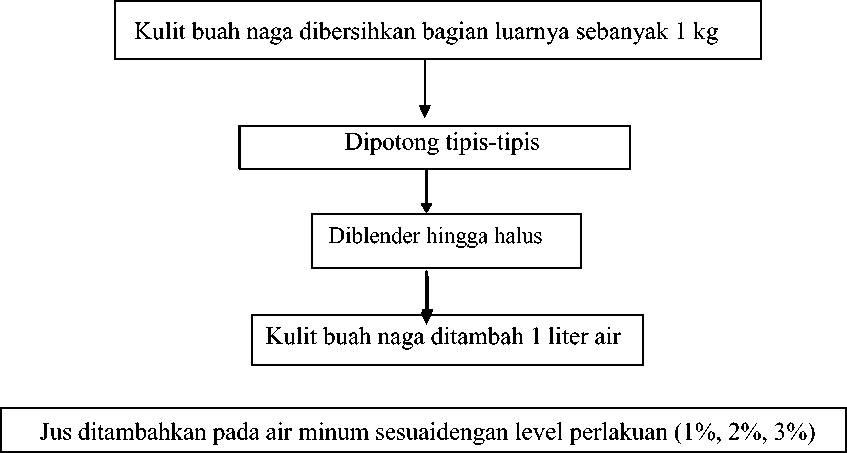 Kulit buah naga dibersihkan bagian luarnya sebanyak 1 kg
Dipotong tipis-tipis
Diblender hingga halus
Kulit buah naga ditambah 1 liter air
Jus ditambahkan pada air minum sesuaidengan level perlakuan (1%, 2%, 3%)